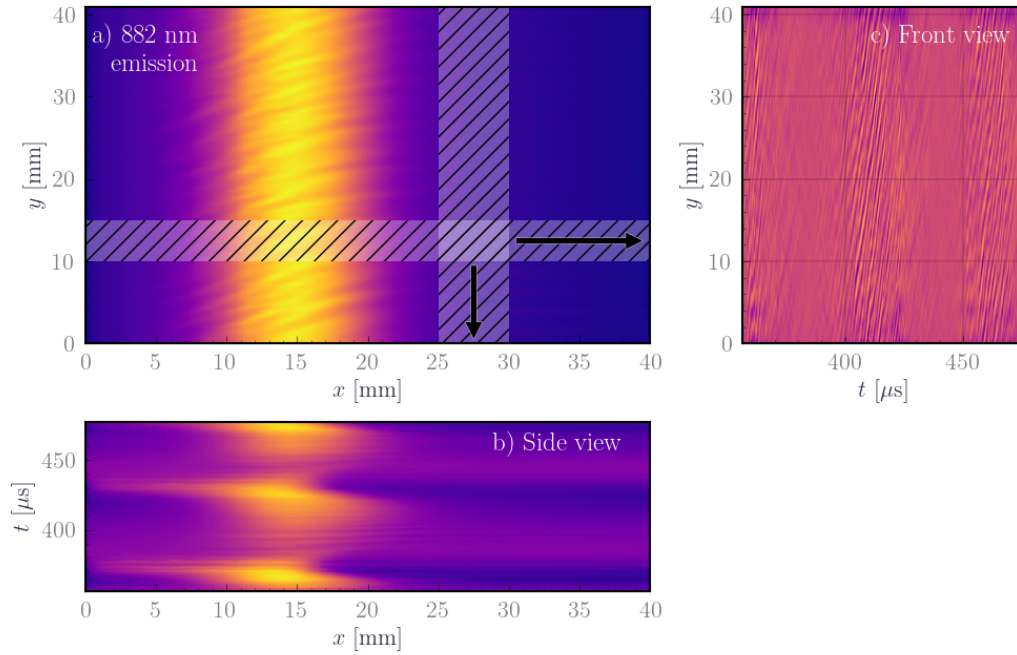 a) 882 nm
emission
40
30
20
10
0
y [mm]
0 5 10 15 20 25 30 35 40
x [mm]
c) Front view
40
30
20
10
0
y [mm]
400 450
t [μs]
b) Side view
450
400
t [μs]
0 5 10 15 20 25 30 35 40
x [mm]